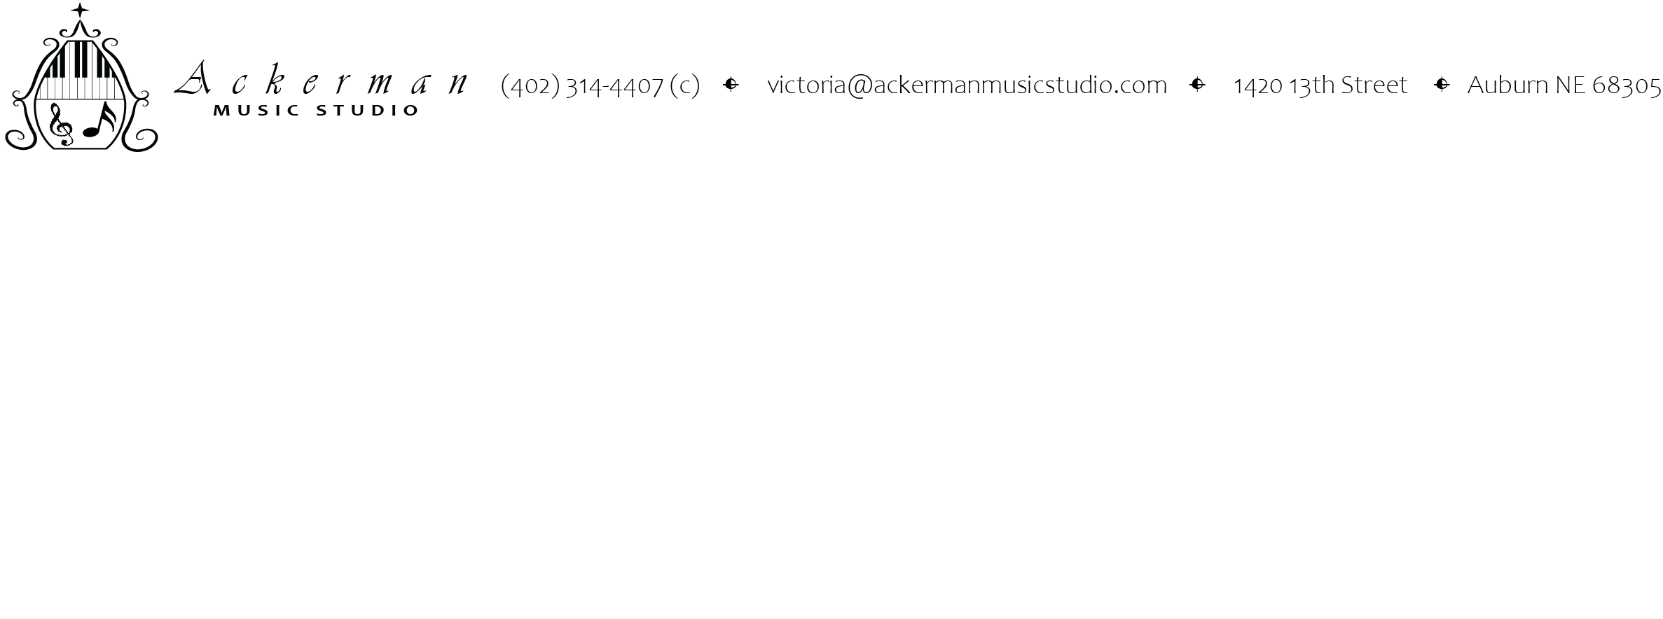 Ackerman
MUSIC STUDIO
(402) 314-4407 (c)
victoria@ackermanmusicstudio.com
1420 13th Street
Auburn NE 68305